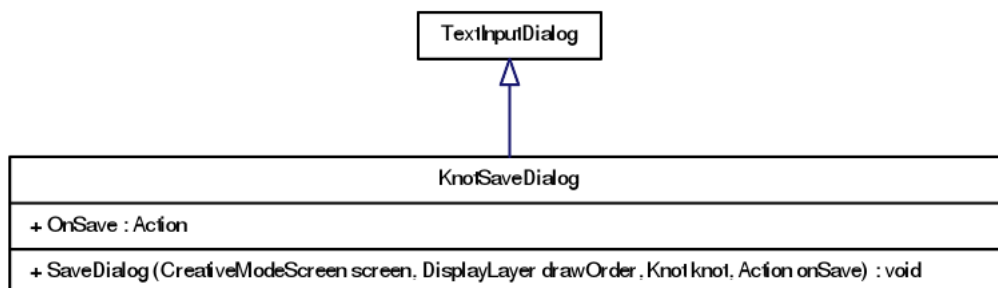 TextInputDialog
KnotSaveDialog
+ OnSave : Action
+ SaveDialog (CreativeModeScreen screen, DisplayLayer drawOrder, Knot knot, Action onSave) : void